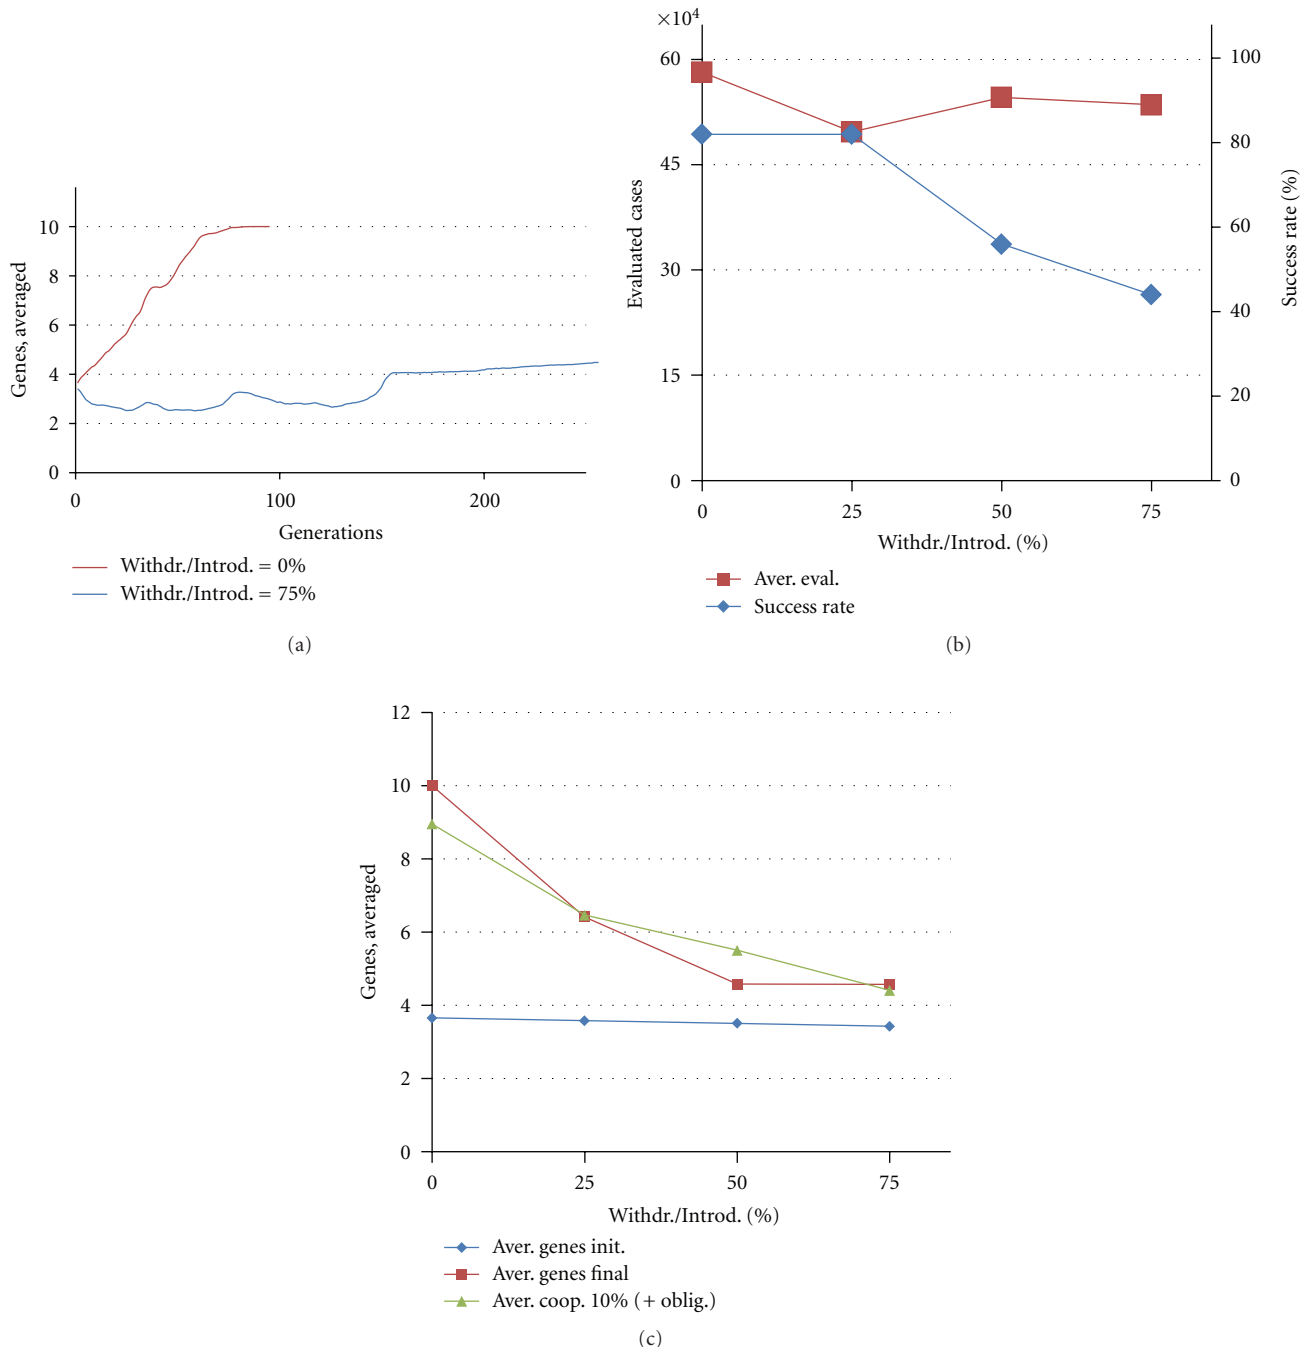 10
8
6
4
2
0
Genes, averaged
0
100
200
Generations
Withdr./Introd. = 0%
Withdr./Introd. = 75%
(a)
×10⁴
60
45
30
15
0
Evaluated cases
100
80
60
40
20
0
Success rate (%)
0
25
50
75
Withdr./Introd. (%)
Aver. eval.
Success rate
(b)
12
10
8
6
4
2
0
Genes, averaged
0
25
50
75
Withdr./Introd. (%)
Aver. genes init.
Aver. genes final
Aver. coop. 10% (+ oblig.)
(c)